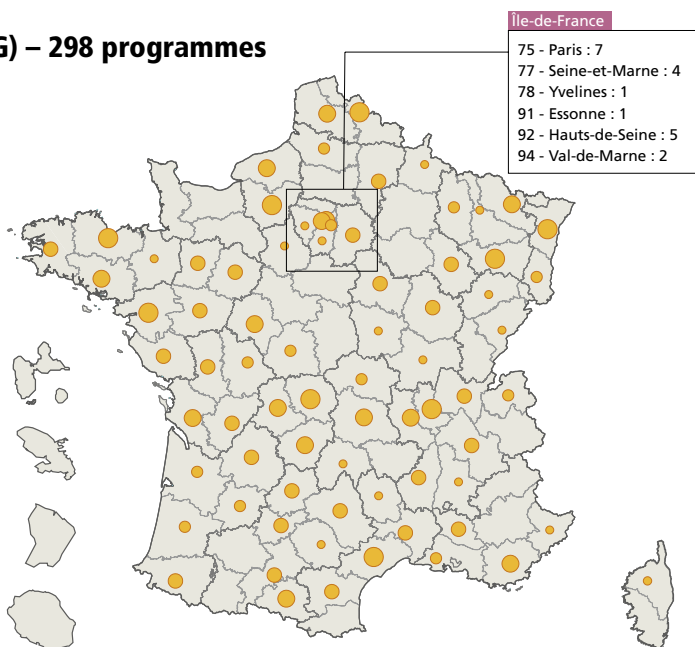 G) – 298 programmes
Île-de-France
75 - Paris : 7
77 - Seine-et-Marne : 4
78 - Yvelines : 1
91 - Essonne : 1
92 - Hauts-de-Seine : 5
94 - Val-de-Marne : 2